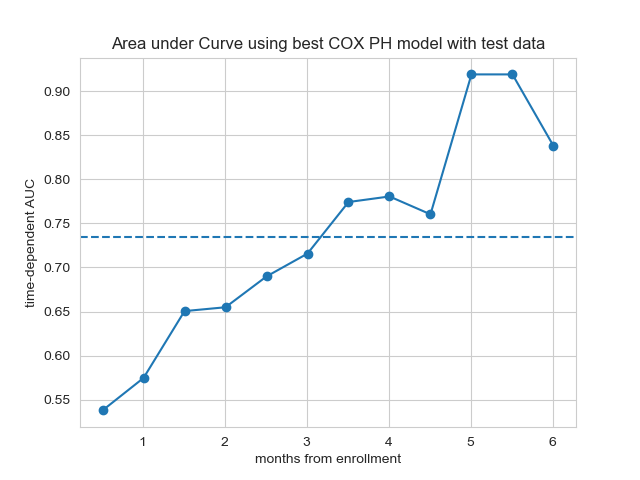 Area under Curve using best COX PH model with test data
time-dependent AUC
0.90
0.85
0.80
0.75
0.70
0.65
0.60
0.55
1 2 3 4 5 6
months from enrollment